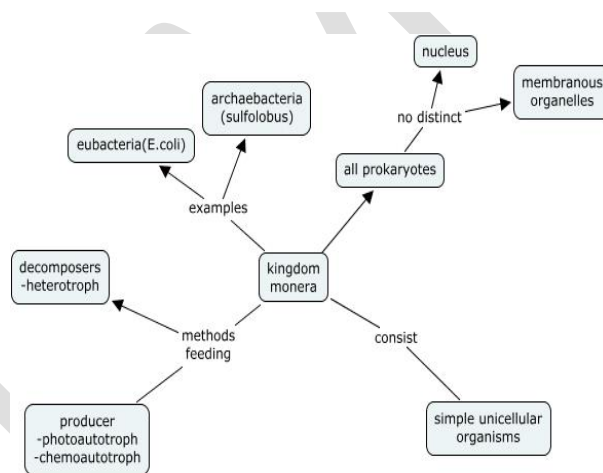 nucleus
membranous
organelles
archaebacteria
(sulfolobus)
no distinct
eubacteria(E.coli)
all prokaryotes
examples
decomposers
-heterotroph
kingdom
monera
methods
feeding
consist
producer
-photoautotroph
-chemoautotroph
simple unicellular
organisms